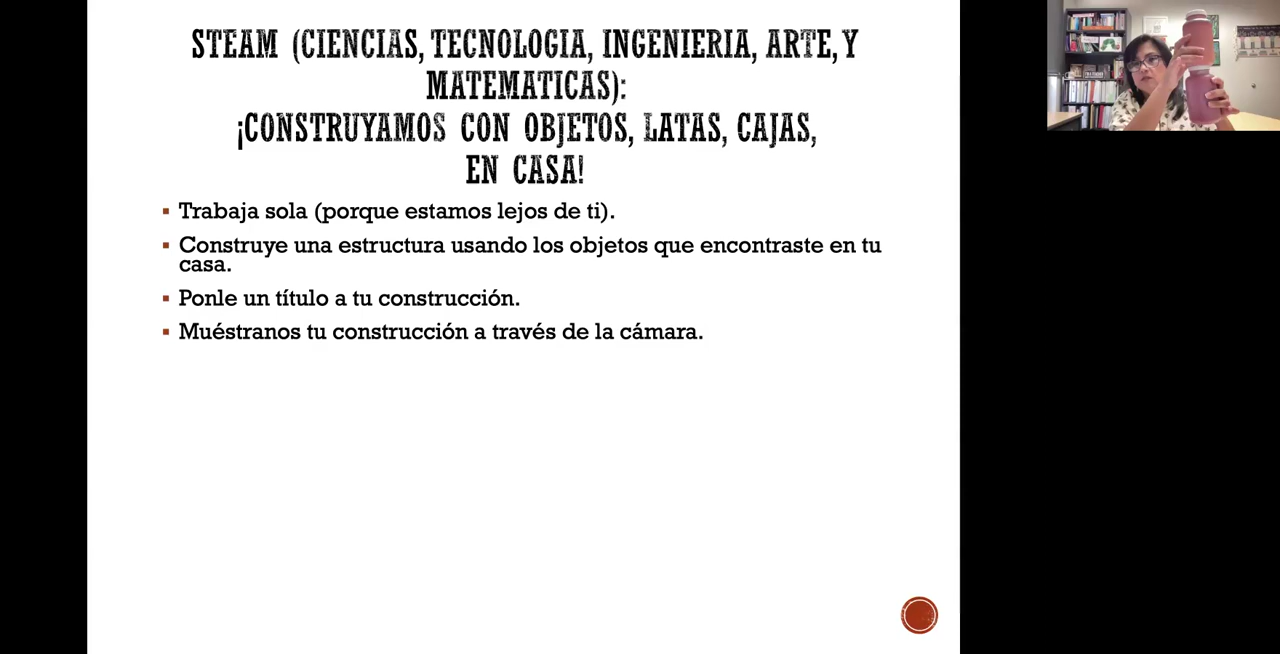 STEAM (CIENCIAS, TECNOLOGIA, INGENIERIA, ARTE, Y
MATEMATICAS):
¡CONSTRUYAMOS CON OBJETOS, LATAS, CAJAS,
EN CASA!
▪ Trabaja sola (porque estamos lejos de ti).
▪ Construye una estructura usando los objetos que encontraste en tu
casa.
▪ Ponle un título a tu construcción.
▪ Muéstranos tu construcción a través de la cámara.